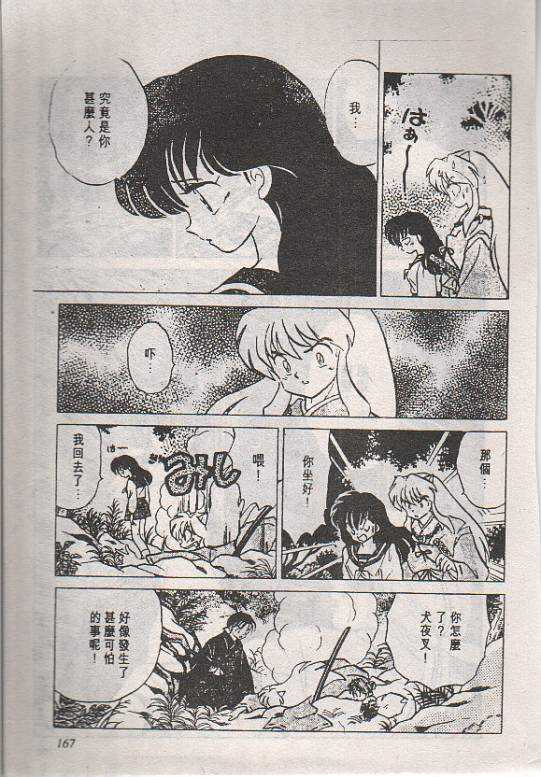 はぁ〜
我…
究竟是你
甚麼人？
吓…
那個…
你坐好！
喂！
みし
はー
我回去了…
你怎麼
了？
犬夜叉！
好像發生了
甚麼可怕
的事呢！
167